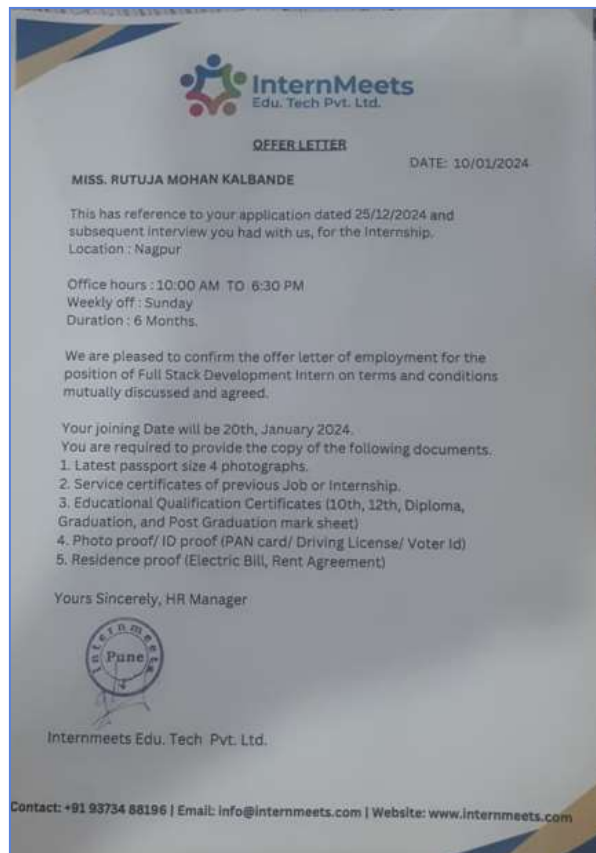 InternMeets
Edu. Tech Pvt. Ltd.
OFFER LETTER
DATE: 10/01/2024
MISS. RUTUJA MOHAN KALBANDE
This has reference to your application dated 25/12/2024 and
subsequent interview you had with us, for the Internship.
Location : Nagpur
Office hours : 10:00 AM TO 6:30 PM
Weekly off : Sunday
Duration : 6 Months.
We are pleased to confirm the offer letter of employment for the
position of Full Stack Development Intern on terms and conditions
mutually discussed and agreed.
Your joining Date will be 20th, January 2024.
You are required to provide the copy of the following documents.
1. Latest passport size 4 photographs.
2. Service certificates of previous Job or Internship.
3. Educational Qualification Certificates (10th, 12th, Diploma,
Graduation, and Post Graduation mark sheet)
4. Photo proof/ ID proof (PAN card/ Driving License/ Voter Id)
5. Residence proof (Electric Bill, Rent Agreement)
Yours Sincerely, HR Manager
Internmeets
Pune
Internmeets Edu. Tech Pvt. Ltd.
Contact: +91 93734 88196 | Email: info@internmeets.com | Website: www.internmeets.com